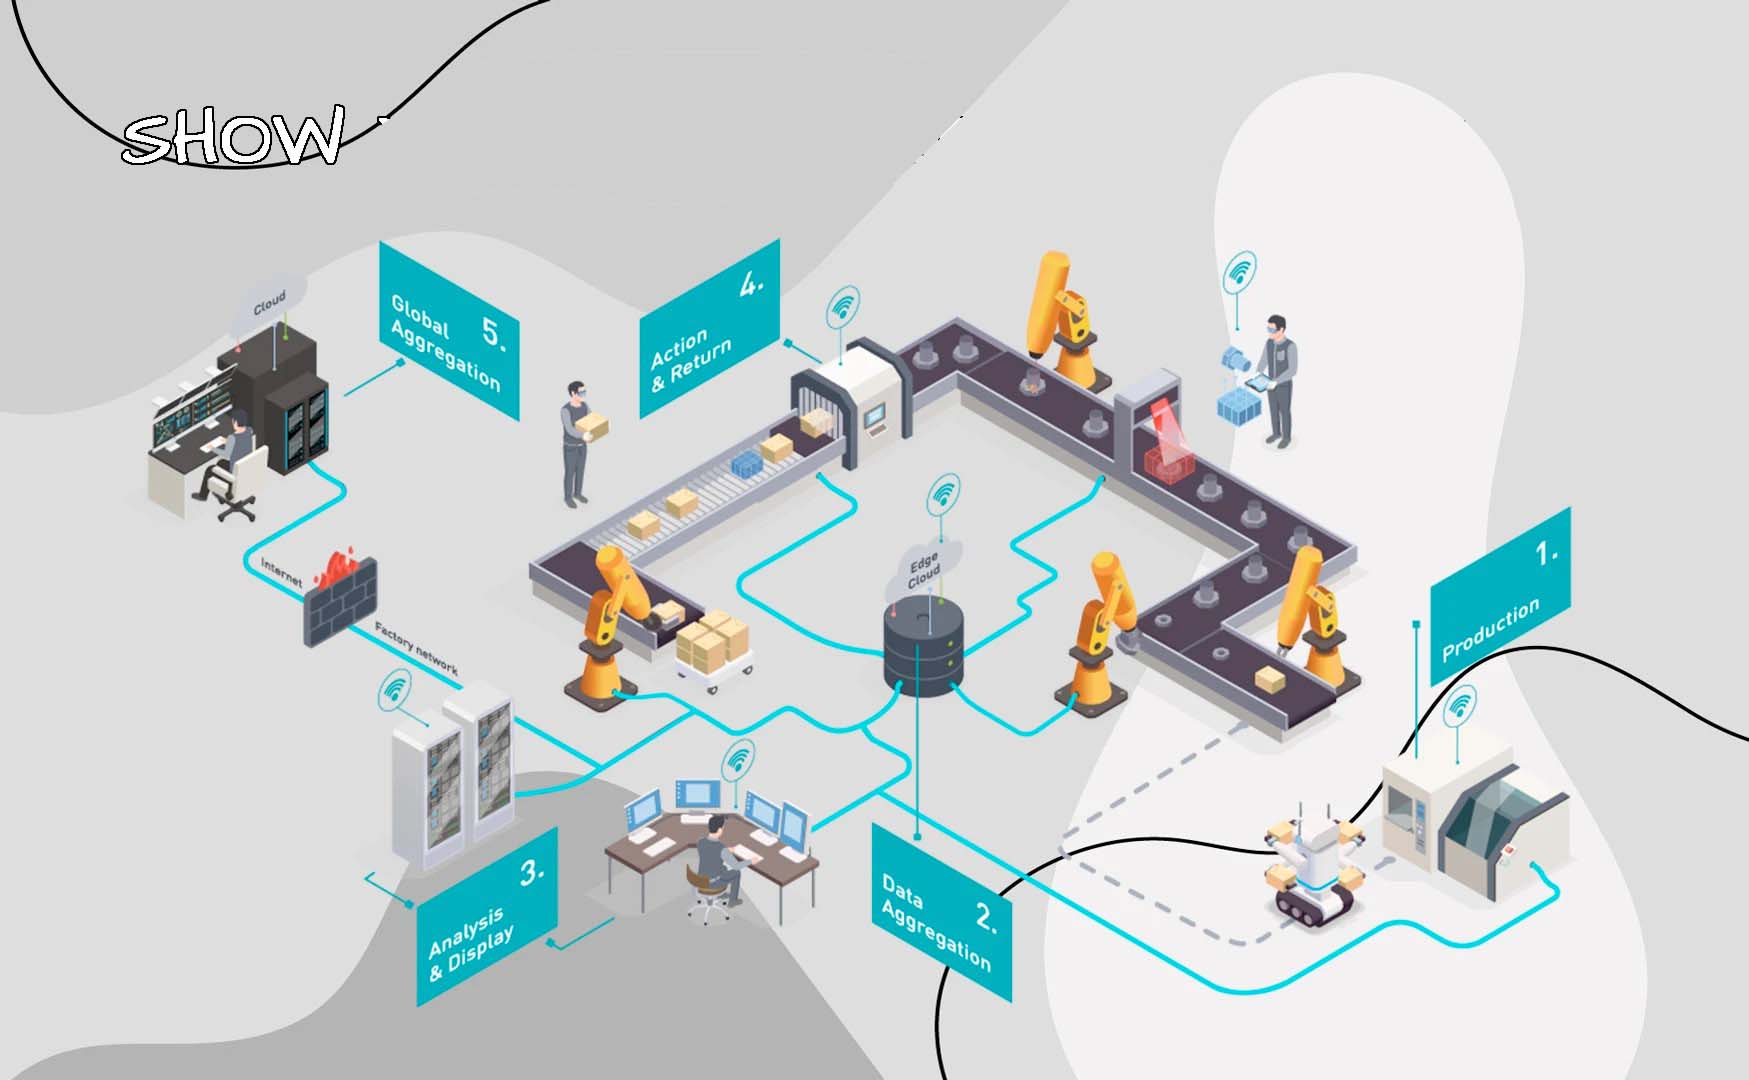 SHOW
Cloud
Global
Aggregation
5.
4.
Action
& Return
Edge
Cloud
Internet
Factory network
1.
Production
3.
Analysis
& Display
Data
Aggregation
2.